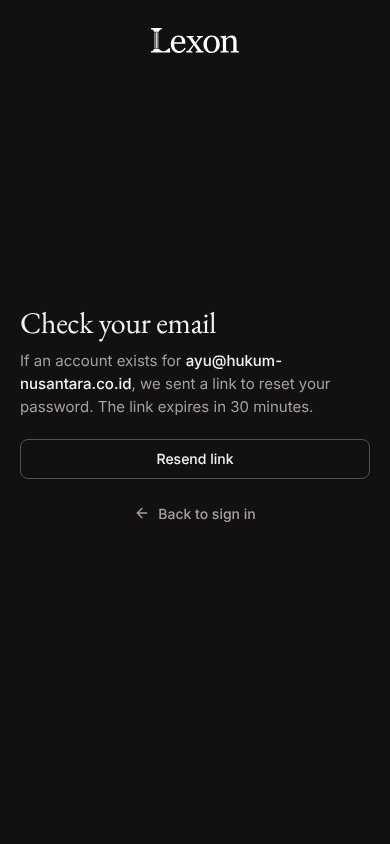 Lexon
Check your email
If an account exists for ayu@hukum-
nusantara.co.id, we sent a link to reset your
password. The link expires in 30 minutes.
Resend link
Back to sign in